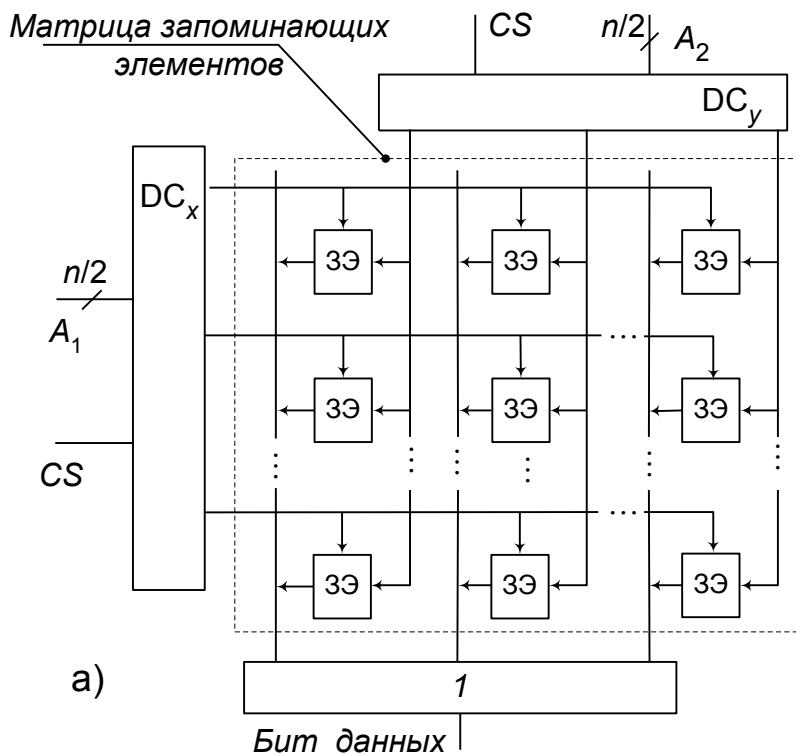 Матрица запоминающих
элементов
CS
n/2
A2
DCy
DCx
ЗЭ
ЗЭ
ЗЭ
n/2
A1
...
ЗЭ
ЗЭ
ЗЭ
CS
...
ЗЭ
ЗЭ
ЗЭ
а)
1
Бит данных